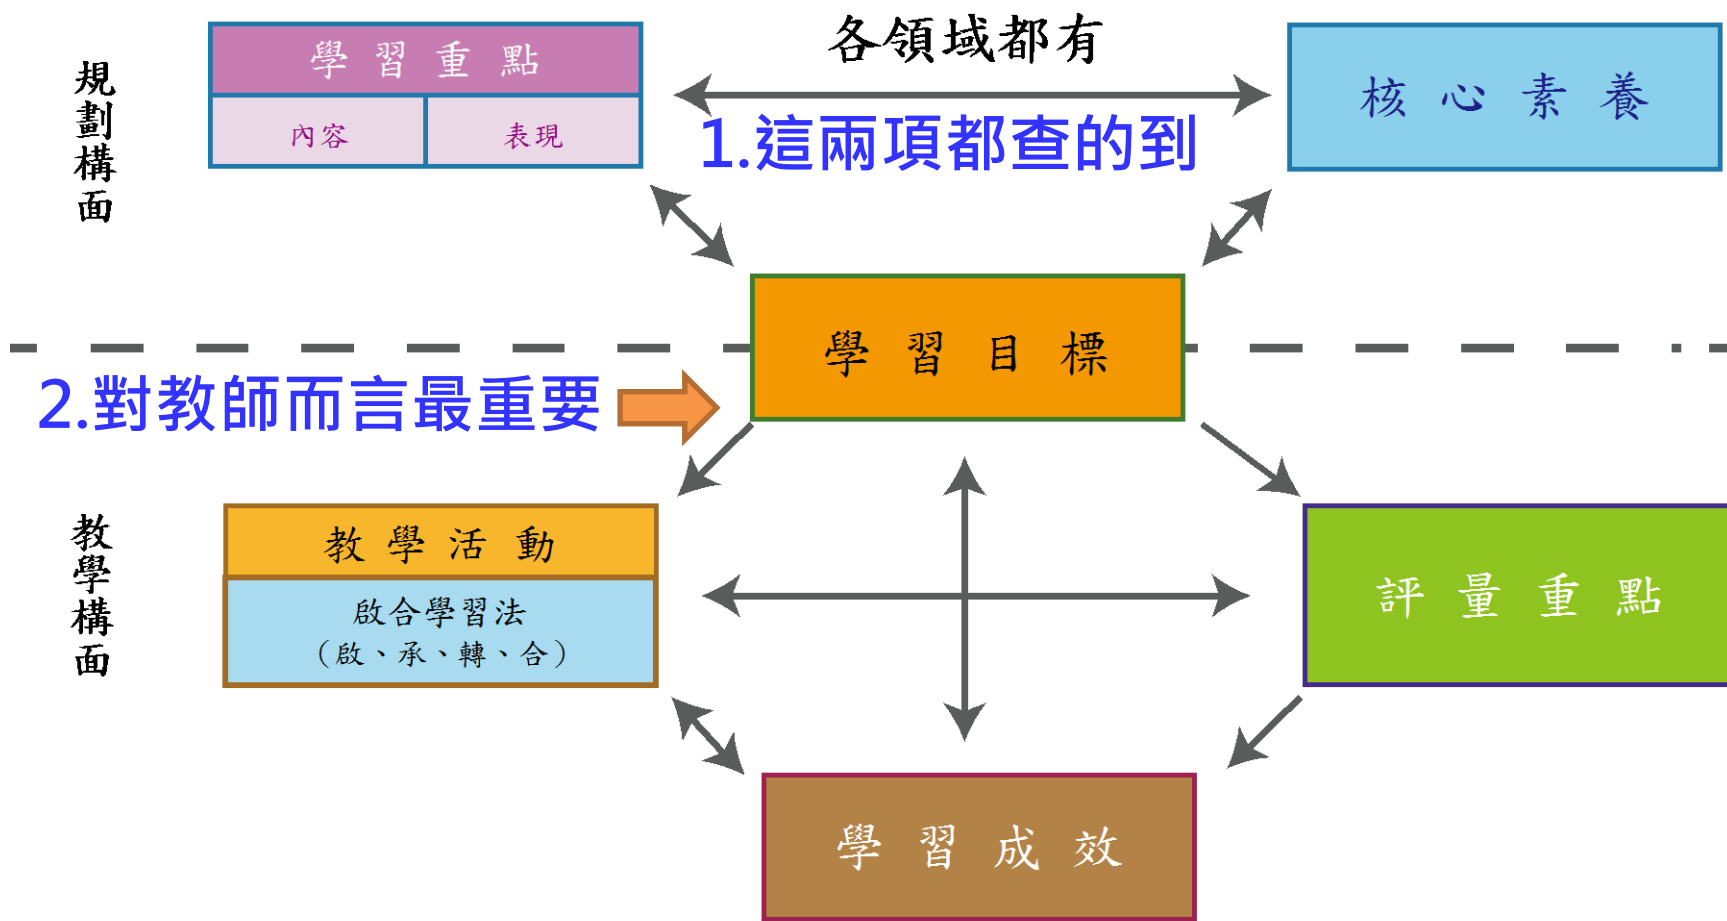 各領域都有
規劃構面
學習重點
內容
表現
核心素養
1.這兩項都查的到
學習目標
2.對教師而言最重要
教學構面
教學活動
啟合學習法
（啟、承、轉、合）
評量重點
學習成效